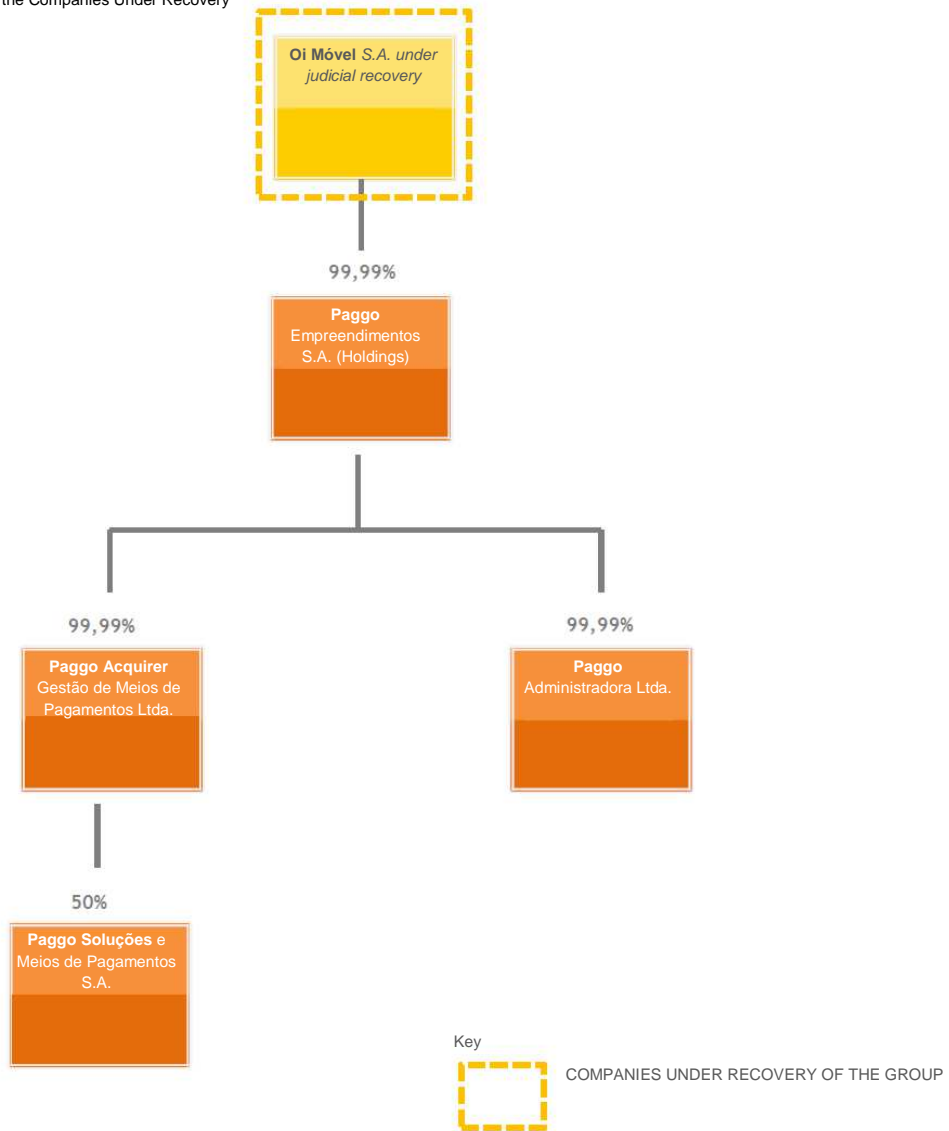 the Companies Under Recovery
Oi Móvel S.A. under
judicial recovery
99,99%
Paggo
Empreendimentos
S.A. (Holdings)
99,99%
99,99%
Paggo Acquirer
Gestão de Meios de
Pagamentos Ltda.
Paggo
Administradora Ltda.
50%
Paggo Soluções e
Meios de Pagamentos
S.A.
Key
COMPANIES UNDER RECOVERY OF THE GROUP